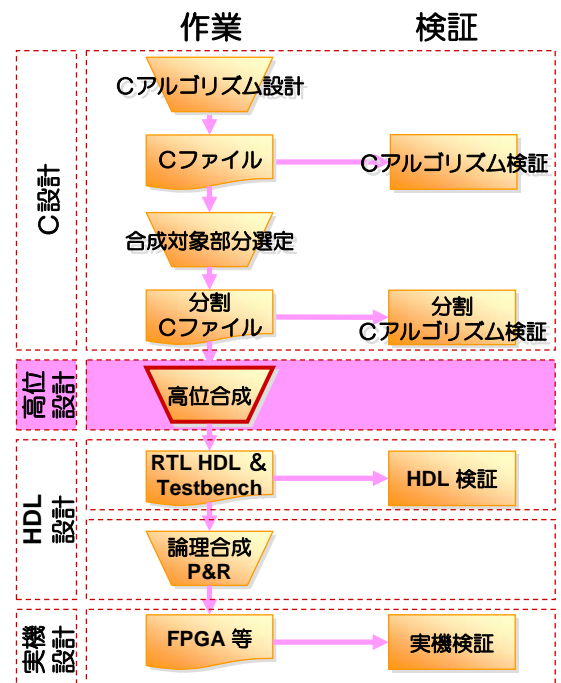 作業
検証
C設計
Cアルゴリズム設計
Cファイル
Cアルゴリズム検証
合成対象部分選定
分割
Cファイル
分割
Cアルゴリズム検証
高位
設計
高位合成
HDL
設計
RTL HDL &
Testbench
HDL 検証
論理合成
P&R
実機
設計
FPGA 等
実機検証